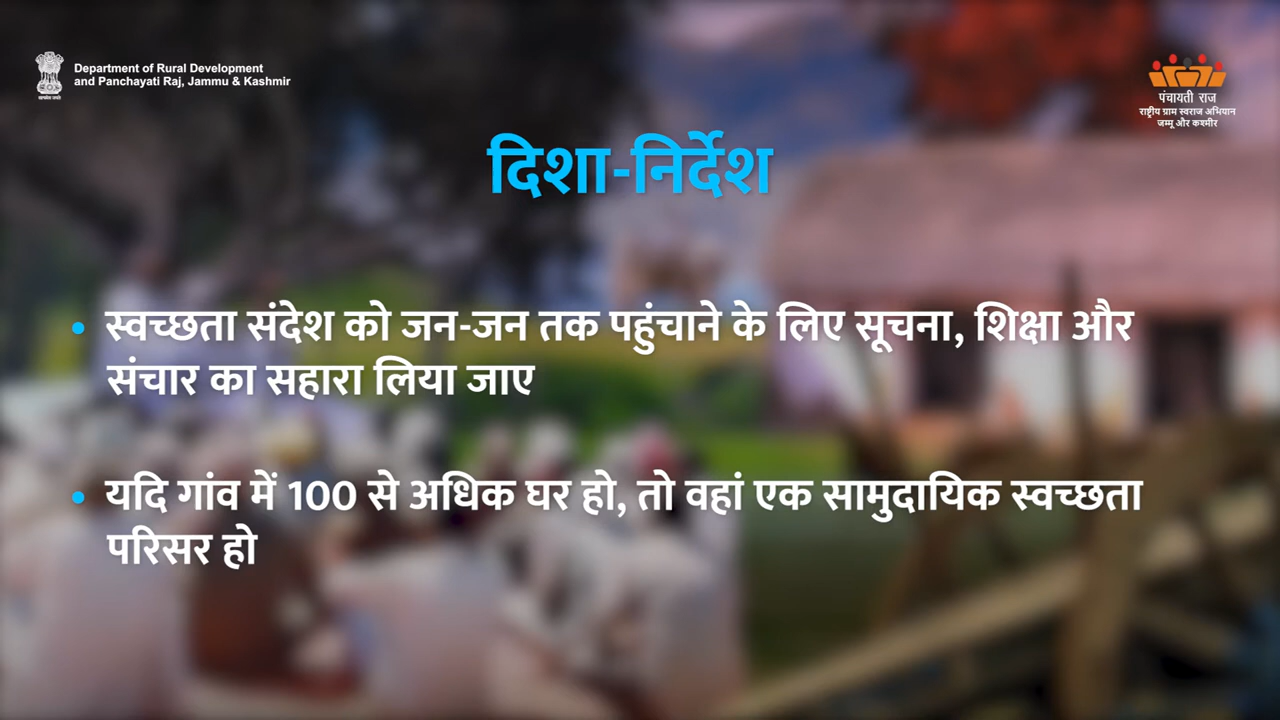 Department of Rural Development
and Panchayati Raj, Jammu & Kashmir
पंचायती राज
राष्ट्रीय ग्राम स्वराज अभियान
जम्मू और कश्मीर
दिशा-निर्देश
• स्वच्छता संदेश को जन-जन तक पहुंचाने के लिए सूचना, शिक्षा और
संचार का सहारा लिया जाए
• यदि गांव में 100 से अधिक घर हो, तो वहां एक सामुदायिक स्वच्छता
परिसर हो